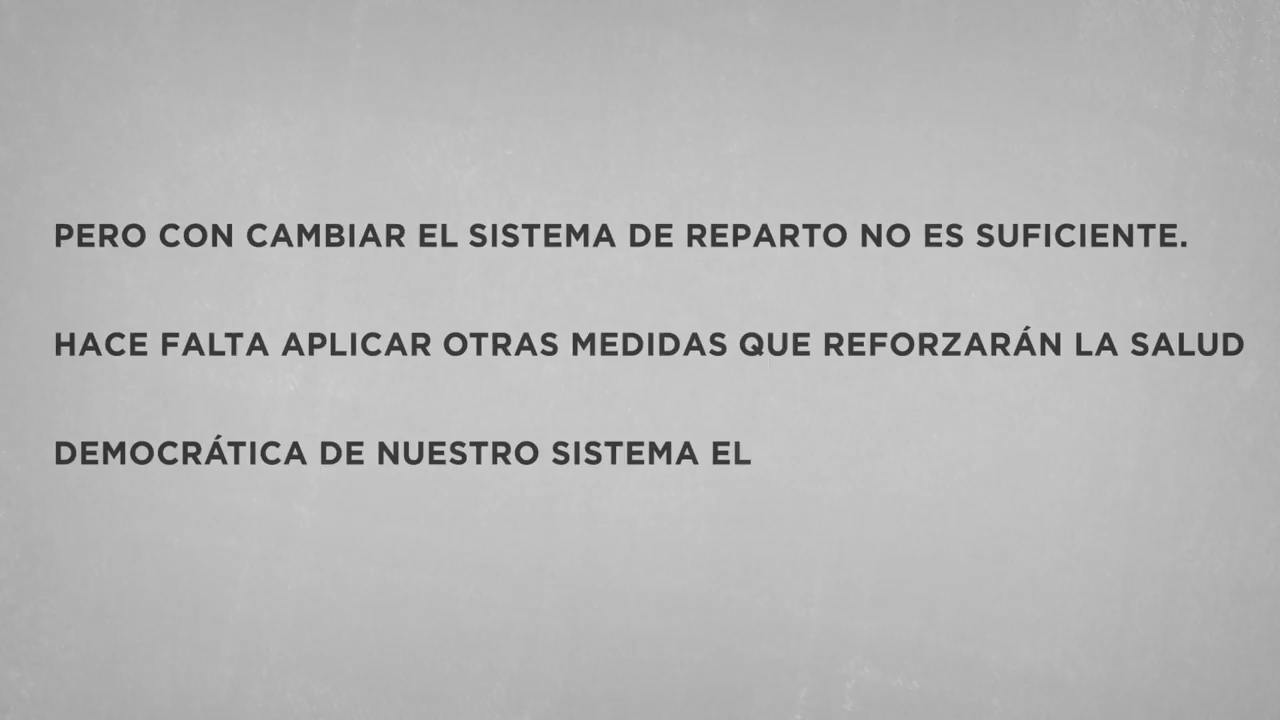 PERO CON CAMBIAR EL SISTEMA DE REPARTO NO ES SUFICIENTE.
HACE FALTA APLICAR OTRAS MEDIDAS QUE REFORZARÁN LA SALUD
DEMOCRÁTICA DE NUESTRO SISTEMA EL